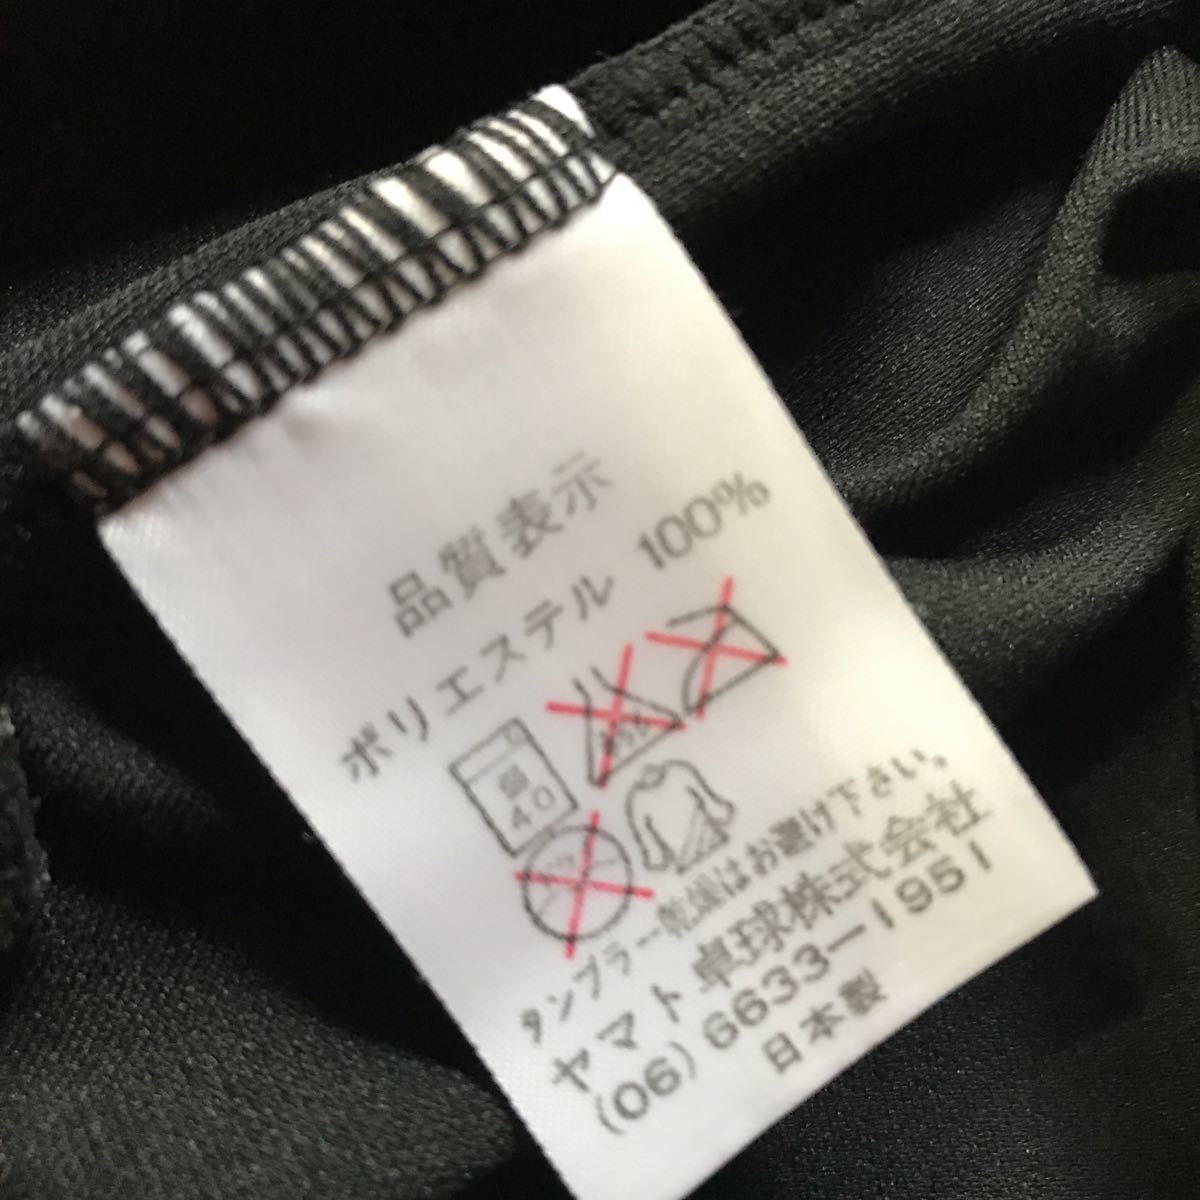 品質表示
ポリエステル 100%
40
タンブラー乾燥はお避け下さい。
ヤマト卓球株式会社
(06)6633-1951
日本製